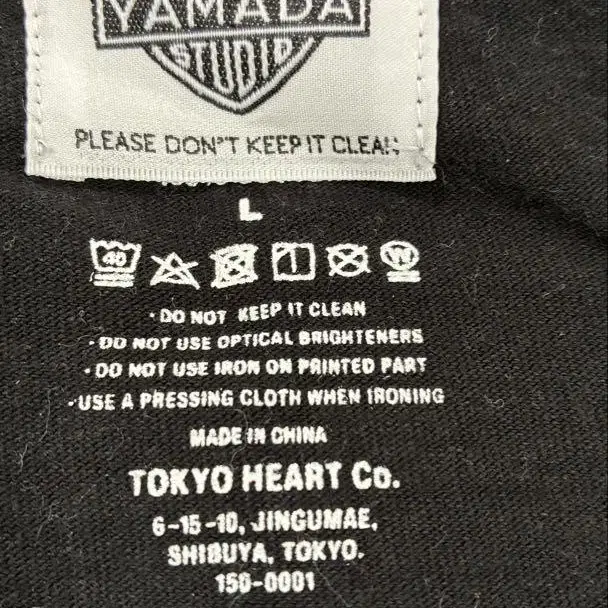 YAMADA
STUDIO
PLEASE DON'T KEEP IT CLEAN
L
40 1 W
· DO NOT KEEP IT CLEAN
· DO NOT USE OPTICAL BRIGHTENERS
· DO NOT USE IRON ON PRINTED PART
· USE A PRESSING CLOTH WHEN IRONING
MADE IN CHINA
TOKYO HEART Co.
6-15-10, JINGUMAE,
SHIBUYA, TOKYO.
150-0001